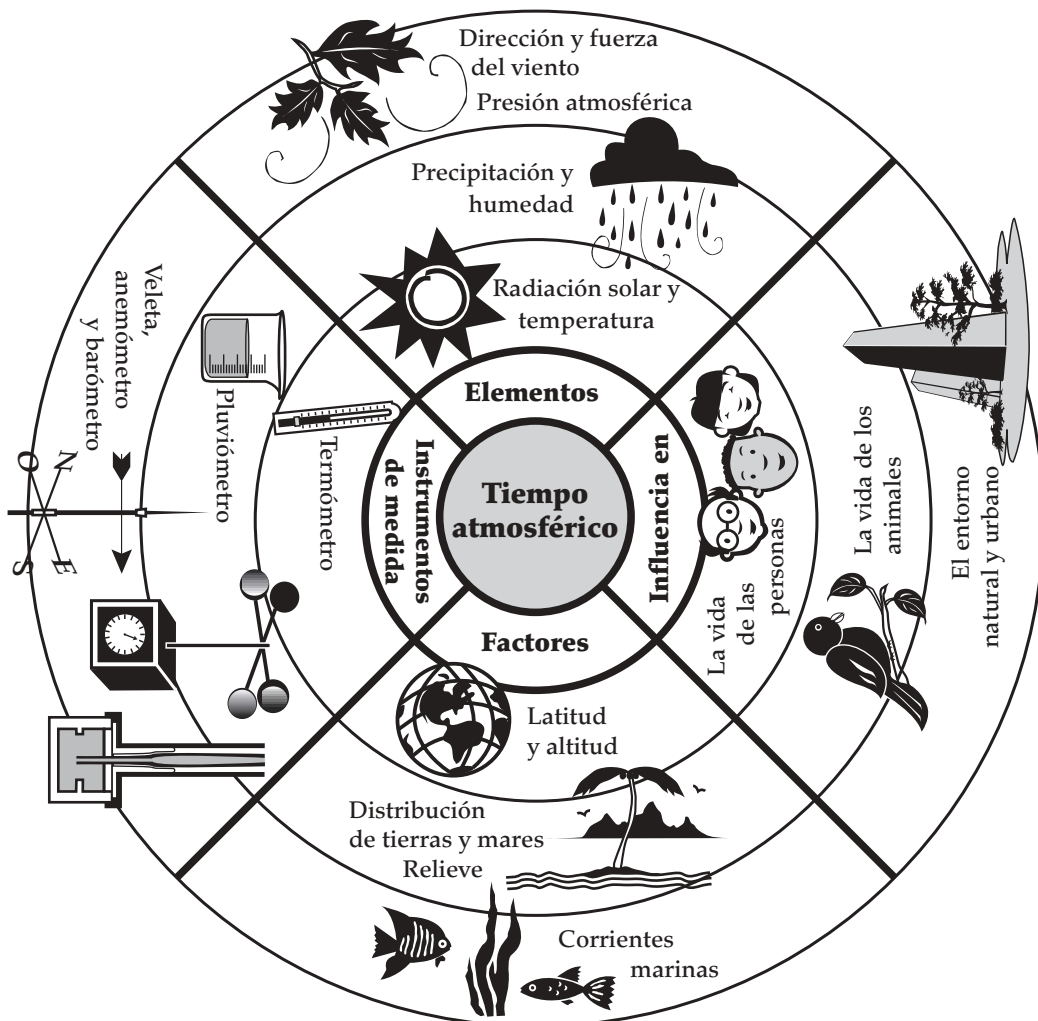 Dirección y fuerza
del viento
Presión atmosférica
Precipitación y
humedad
Radiación solar y
temperatura
Elementos
Tiempo
atmosférico
Instrumentos
de medida
Termómetro
Pluviómetro
Veleta,
anemómetro
y barómetro
N
O
S
E
Influencia en
La vida
de las
personas
La vida de los
animales
El entorno
natural y urbano
Factores
Latitud
y altitud
Distribución
de tierras y mares
Relieve
Corrientes
marinas